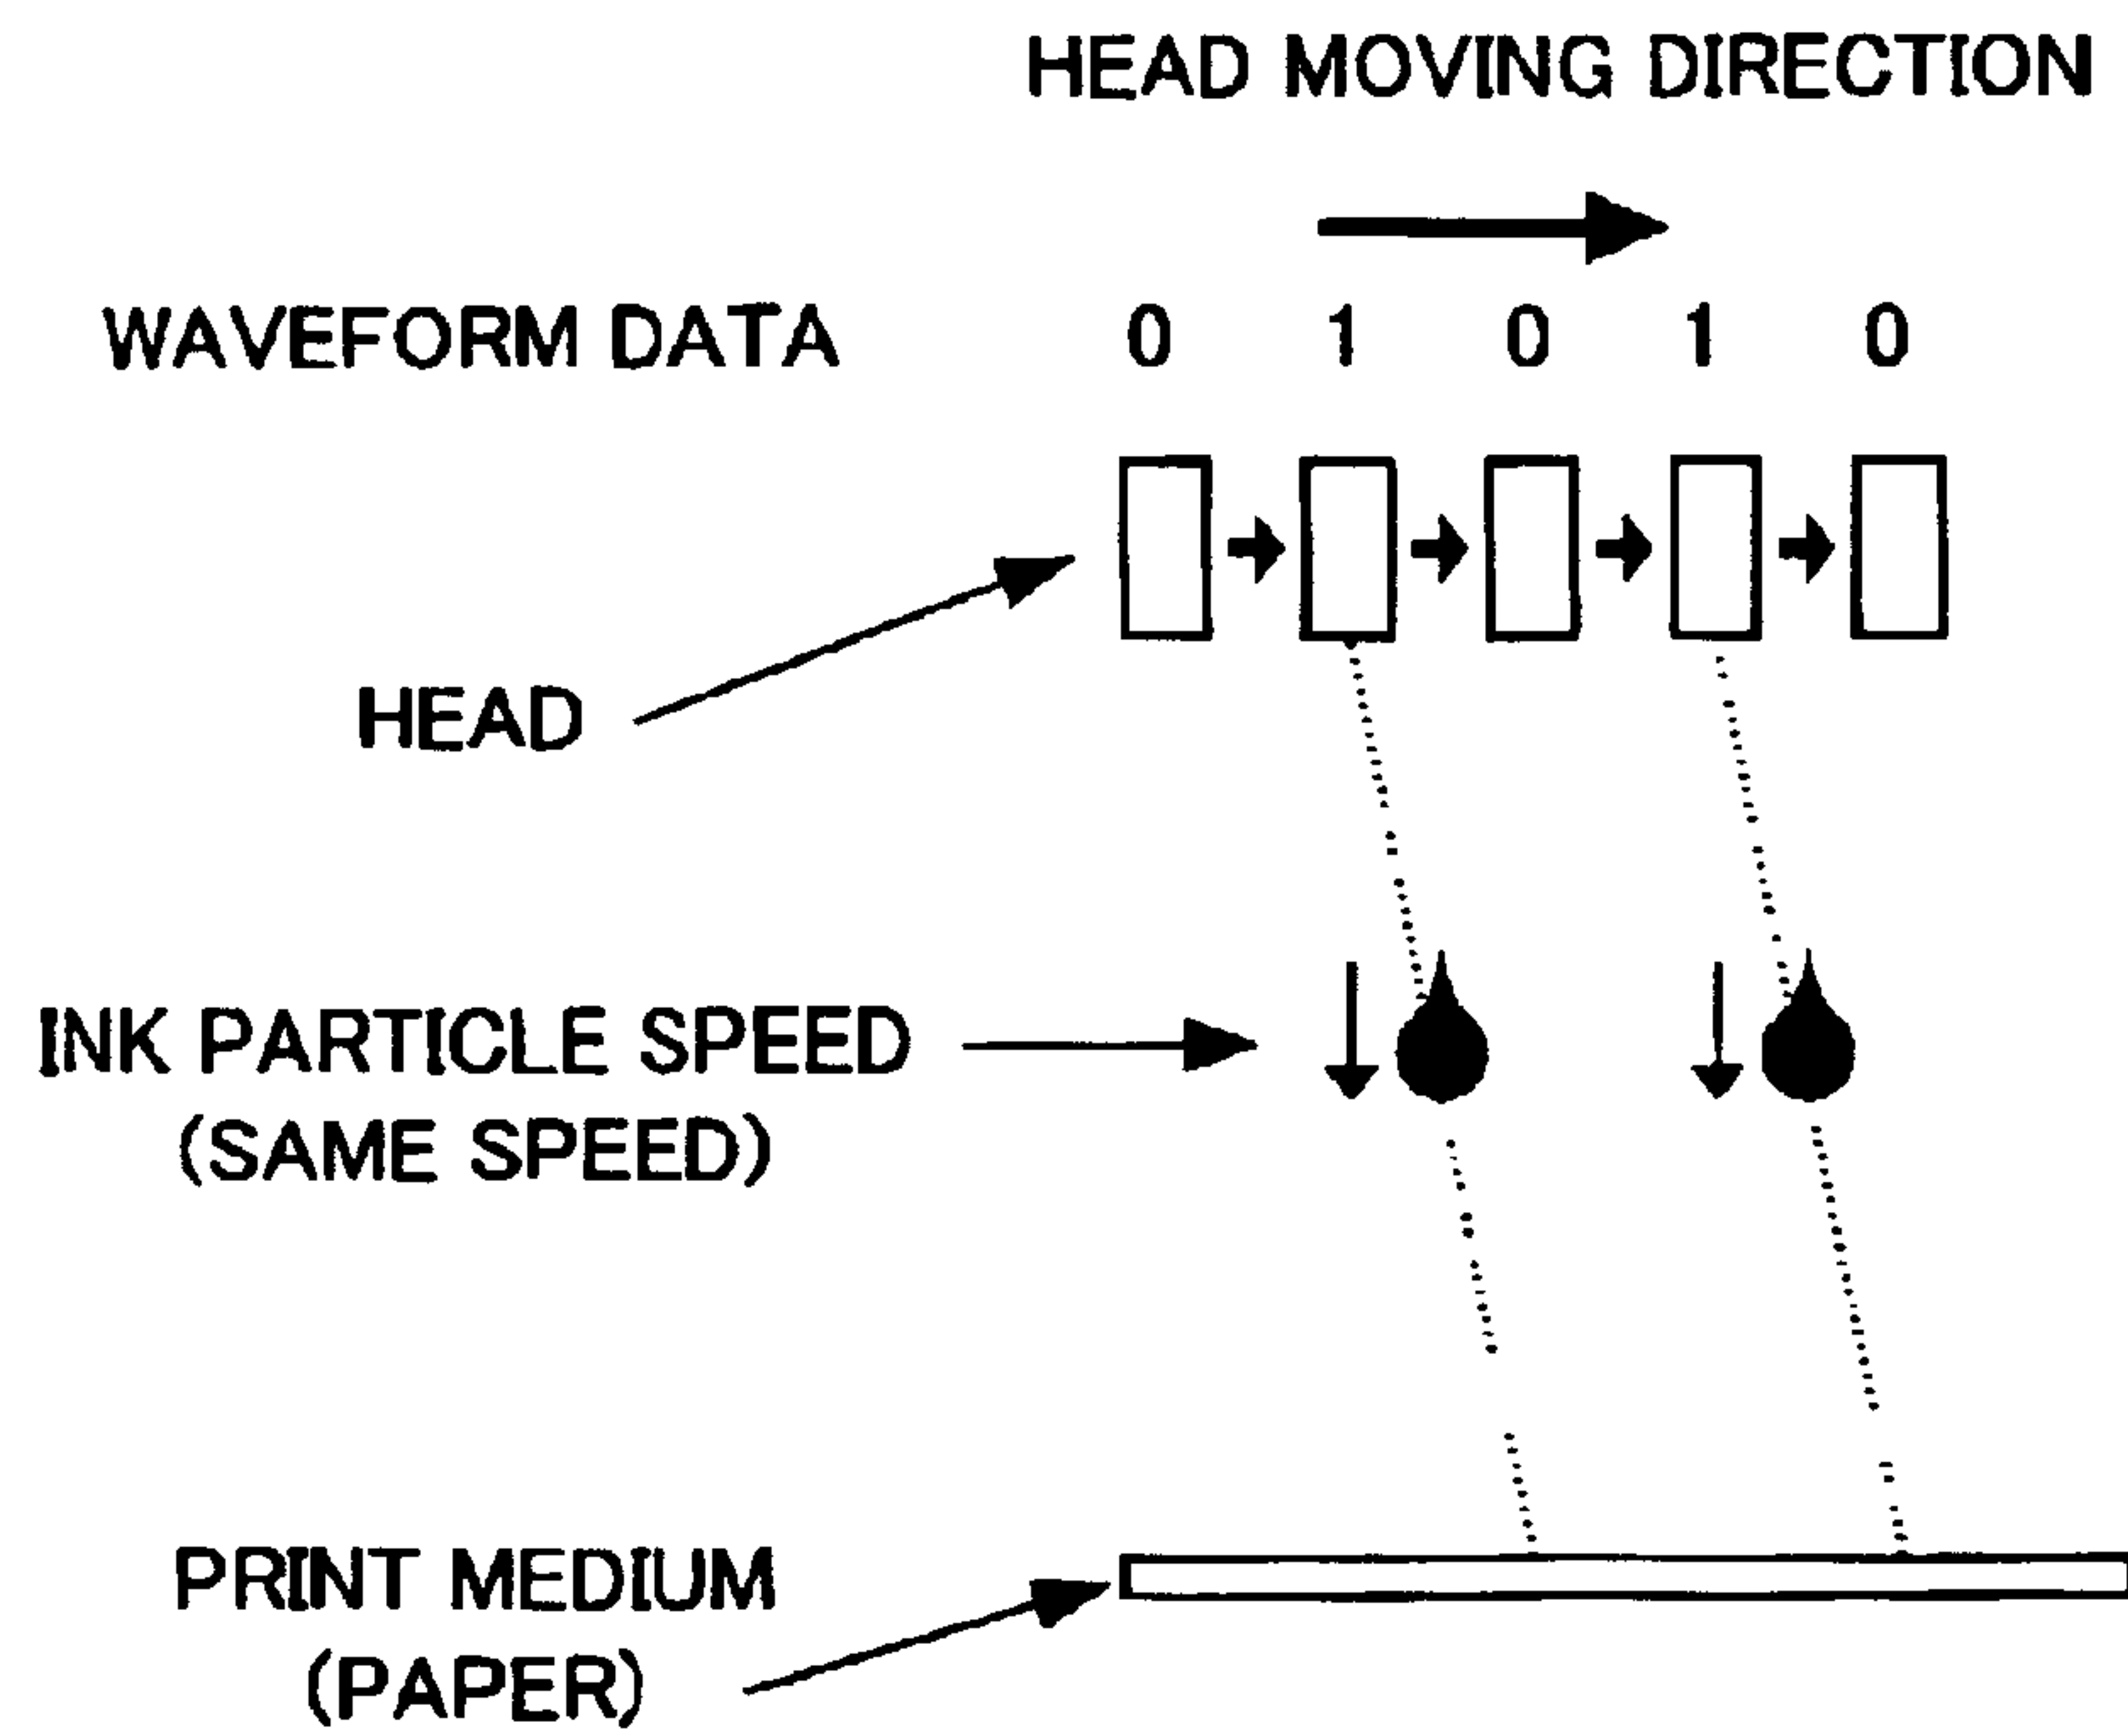 HEAD MOVING DIRECTION
WAVEFORM DATA 0 1 0 1 0
HEAD
INK PARTICLE SPEED
(SAME SPEED)
PRINT MEDIUM
(PAPER)